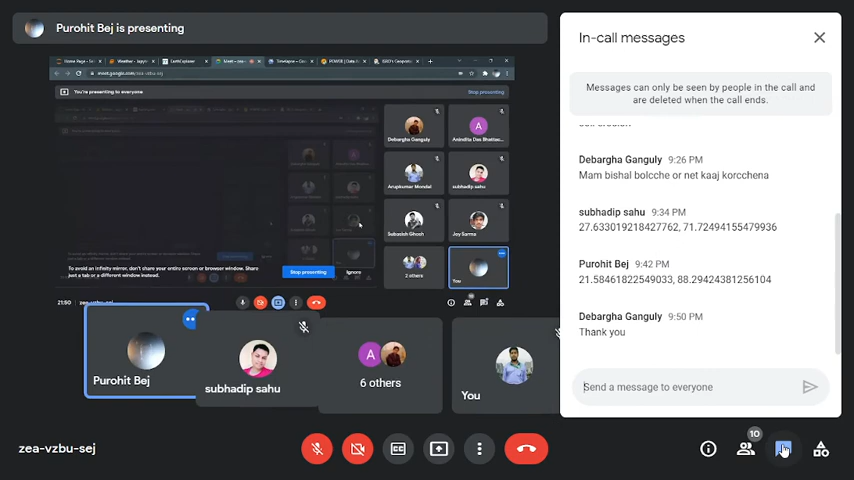 Purohit Bej is presenting
In-call messages
Messages can only be seen by people in the call and
are deleted when the call ends.
Debargha Ganguly 9:26 PM
Mam bishal bolcche or net kaaj korcchena
subhadip sahu 9:34 PM
27.633019218427762, 71.72494155479936
Purohit Bej 9:42 PM
21.58461822549033, 88.29424381256104
Debargha Ganguly 9:50 PM
Thank you
Send a message to everyone
You're presenting to everyone
Stop presenting
Debargha Ganguly
Anindita Das Bhattac...
Arupkumar Mondal
subhadip sahu
Subasish Ghosh
Joy Sarma
2 others
You
To avoid an infinity mirror, don't share your entire screen or browser window. Share
just a tab or a different window instead.
Stop presenting
Ignore
21:50
Purohit Bej
subhadip sahu
A
6 others
You
10
zea-vzbu-sej